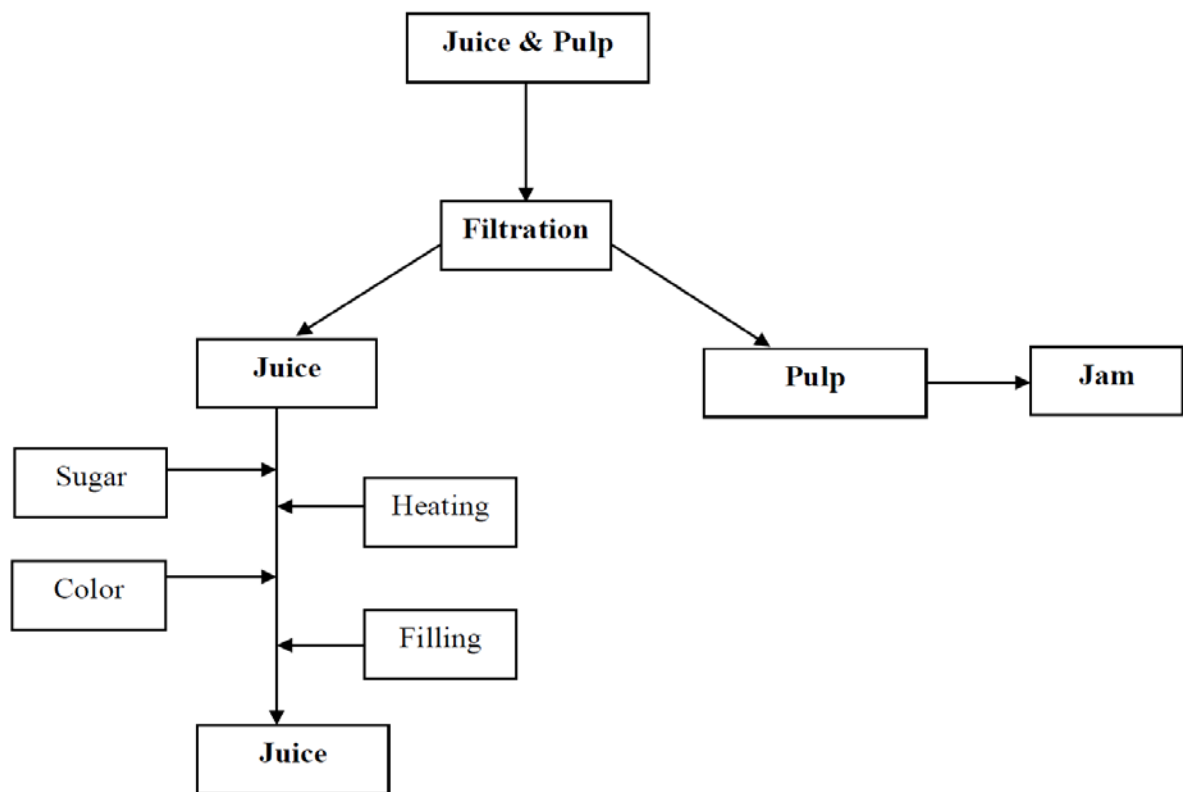 Juice & Pulp
Filtration
Juice
Pulp
Jam
Sugar
Heating
Color
Filling
Juice